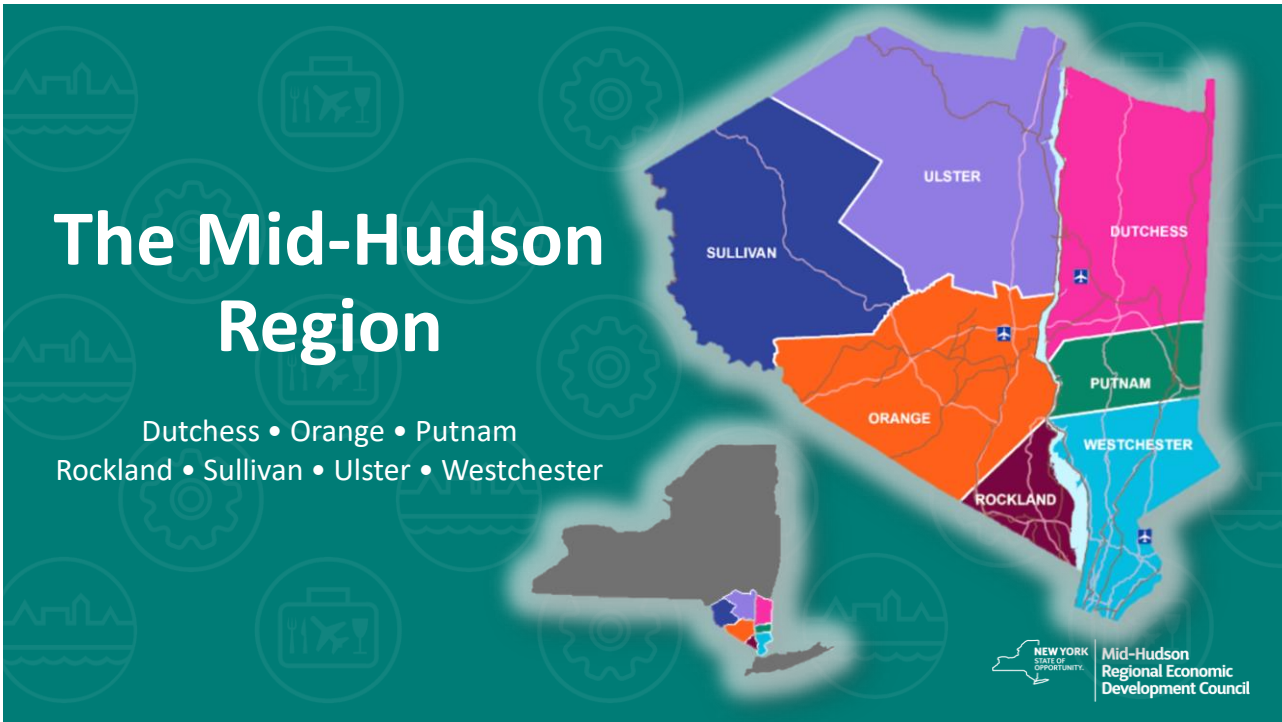 The Mid-Hudson
Region
Dutchess • Orange • Putnam
Rockland • Sullivan • Ulster • Westchester
ULSTER
DUTCHESS
SULLIVAN
PUTNAM
ORANGE
WESTCHESTER
ROCKLAND
NEW YORK
STATE OF
OPPORTUNITY.
Mid-Hudson
Regional Economic
Development Council